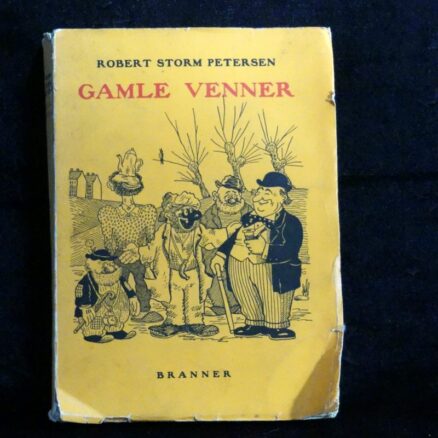 ROBERT STORM PETERSEN
GAMLE VENNER
BRANNER